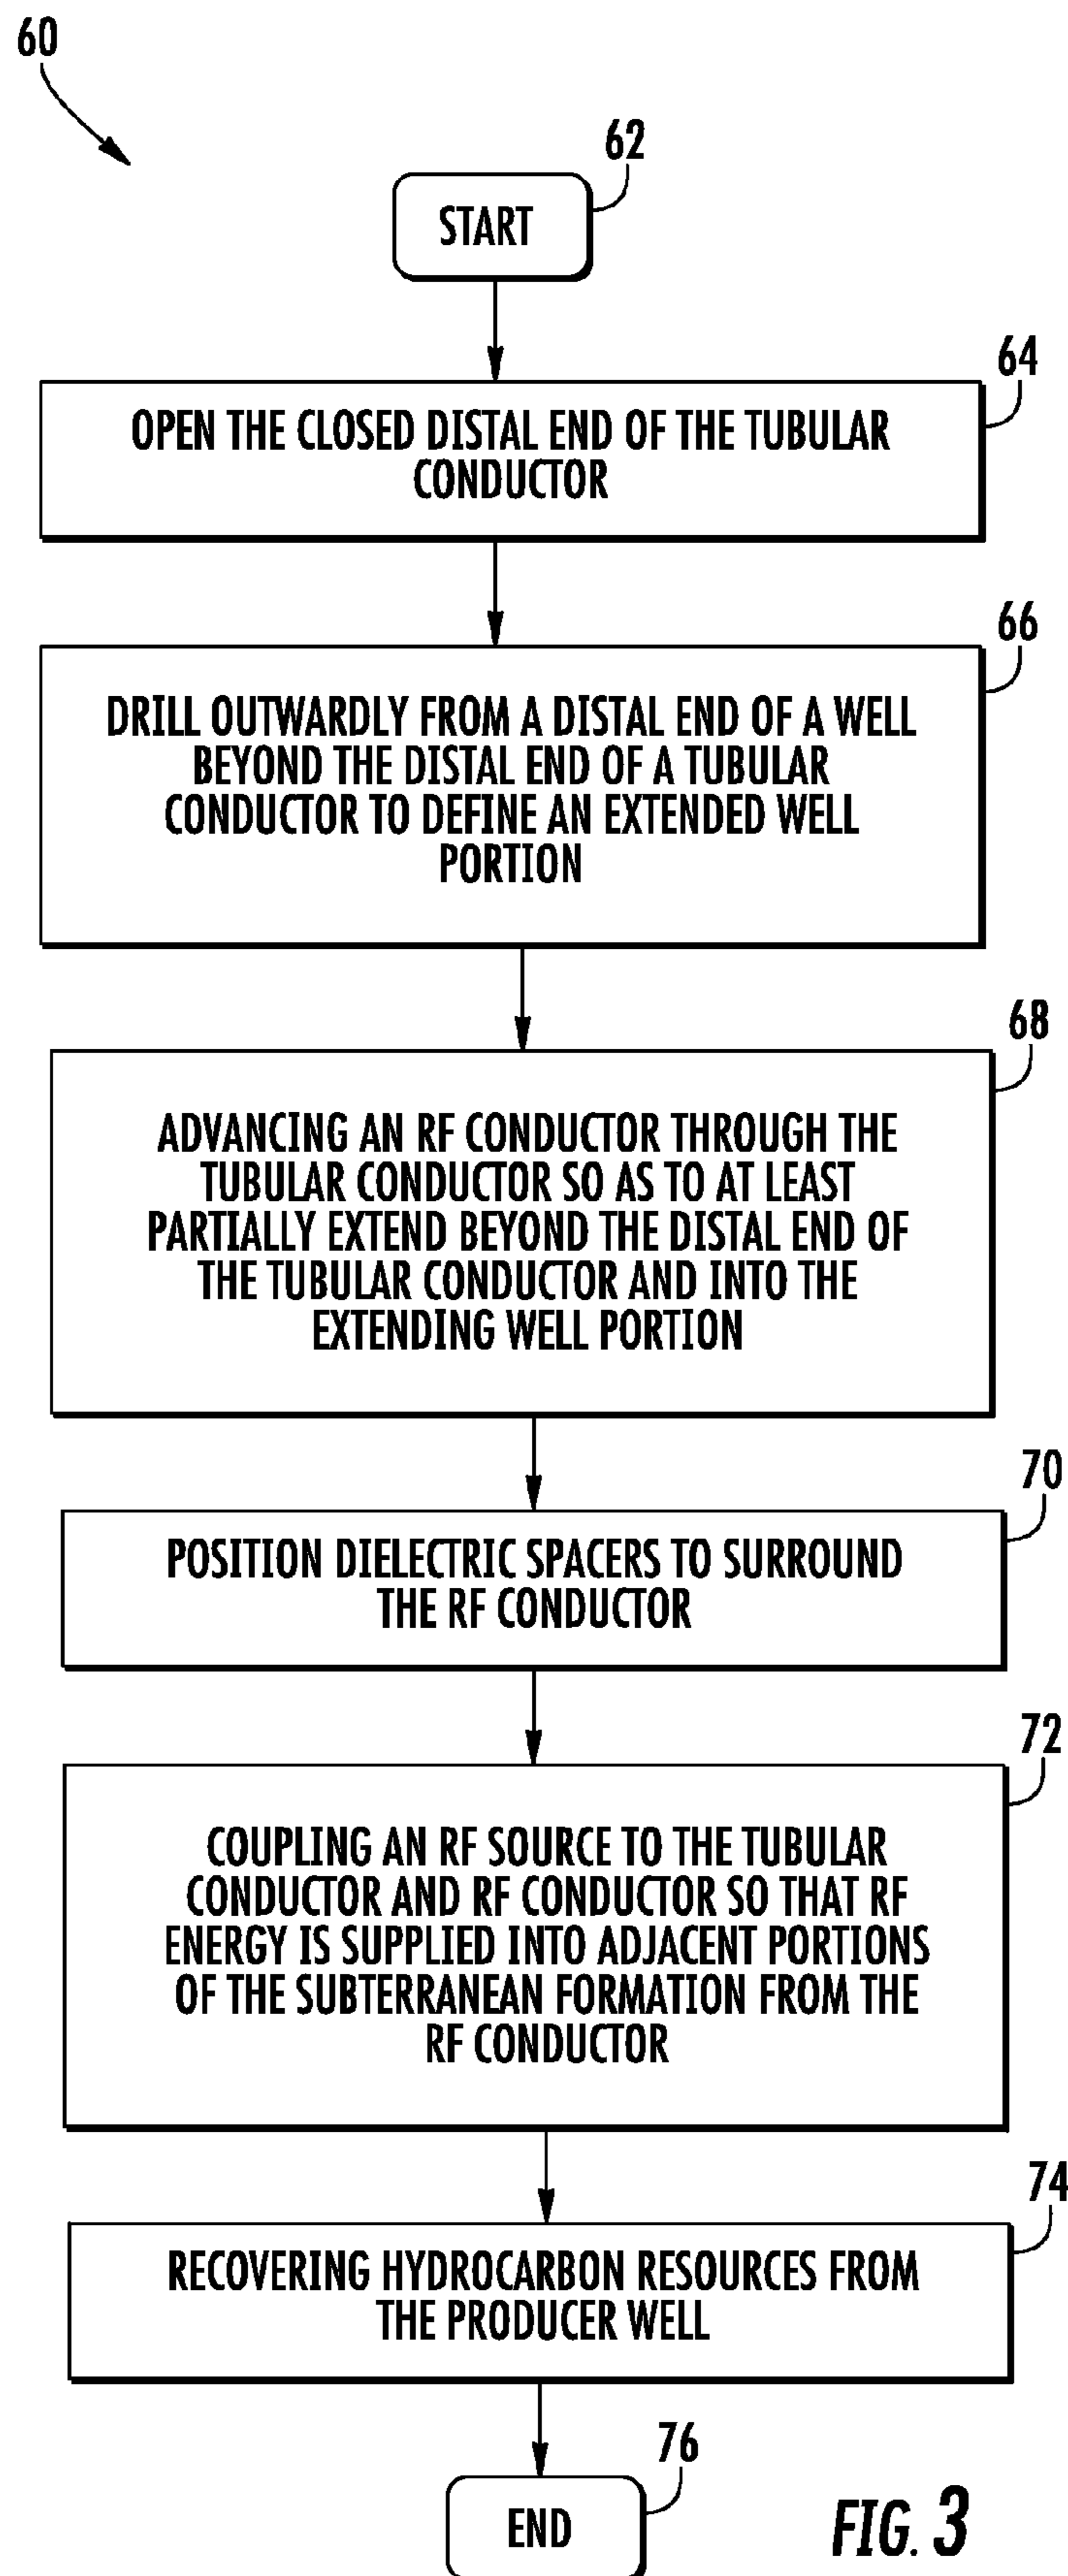 60
62
START
64
OPEN THE CLOSED DISTAL END OF THE TUBULAR
CONDUCTOR
66
DRILL OUTWARDLY FROM A DISTAL END OF A WELL
BEYOND THE DISTAL END OF A TUBULAR
CONDUCTOR TO DEFINE AN EXTENDED WELL
PORTION
68
ADVANCING AN RF CONDUCTOR THROUGH THE
TUBULAR CONDUCTOR SO AS TO AT LEAST
PARTIALLY EXTEND BEYOND THE DISTAL END OF
THE TUBULAR CONDUCTOR AND INTO THE
EXTENDING WELL PORTION
70
POSITION DIELECTRIC SPACERS TO SURROUND
THE RF CONDUCTOR
72
COUPLING AN RF SOURCE TO THE TUBULAR
CONDUCTOR AND RF CONDUCTOR SO THAT RF
ENERGY IS SUPPLIED INTO ADJACENT PORTIONS
OF THE SUBTERRANEAN FORMATION FROM THE
RF CONDUCTOR
74
RECOVERING HYDROCARBON RESOURCES FROM
THE PRODUCER WELL
76
END
FIG. 3